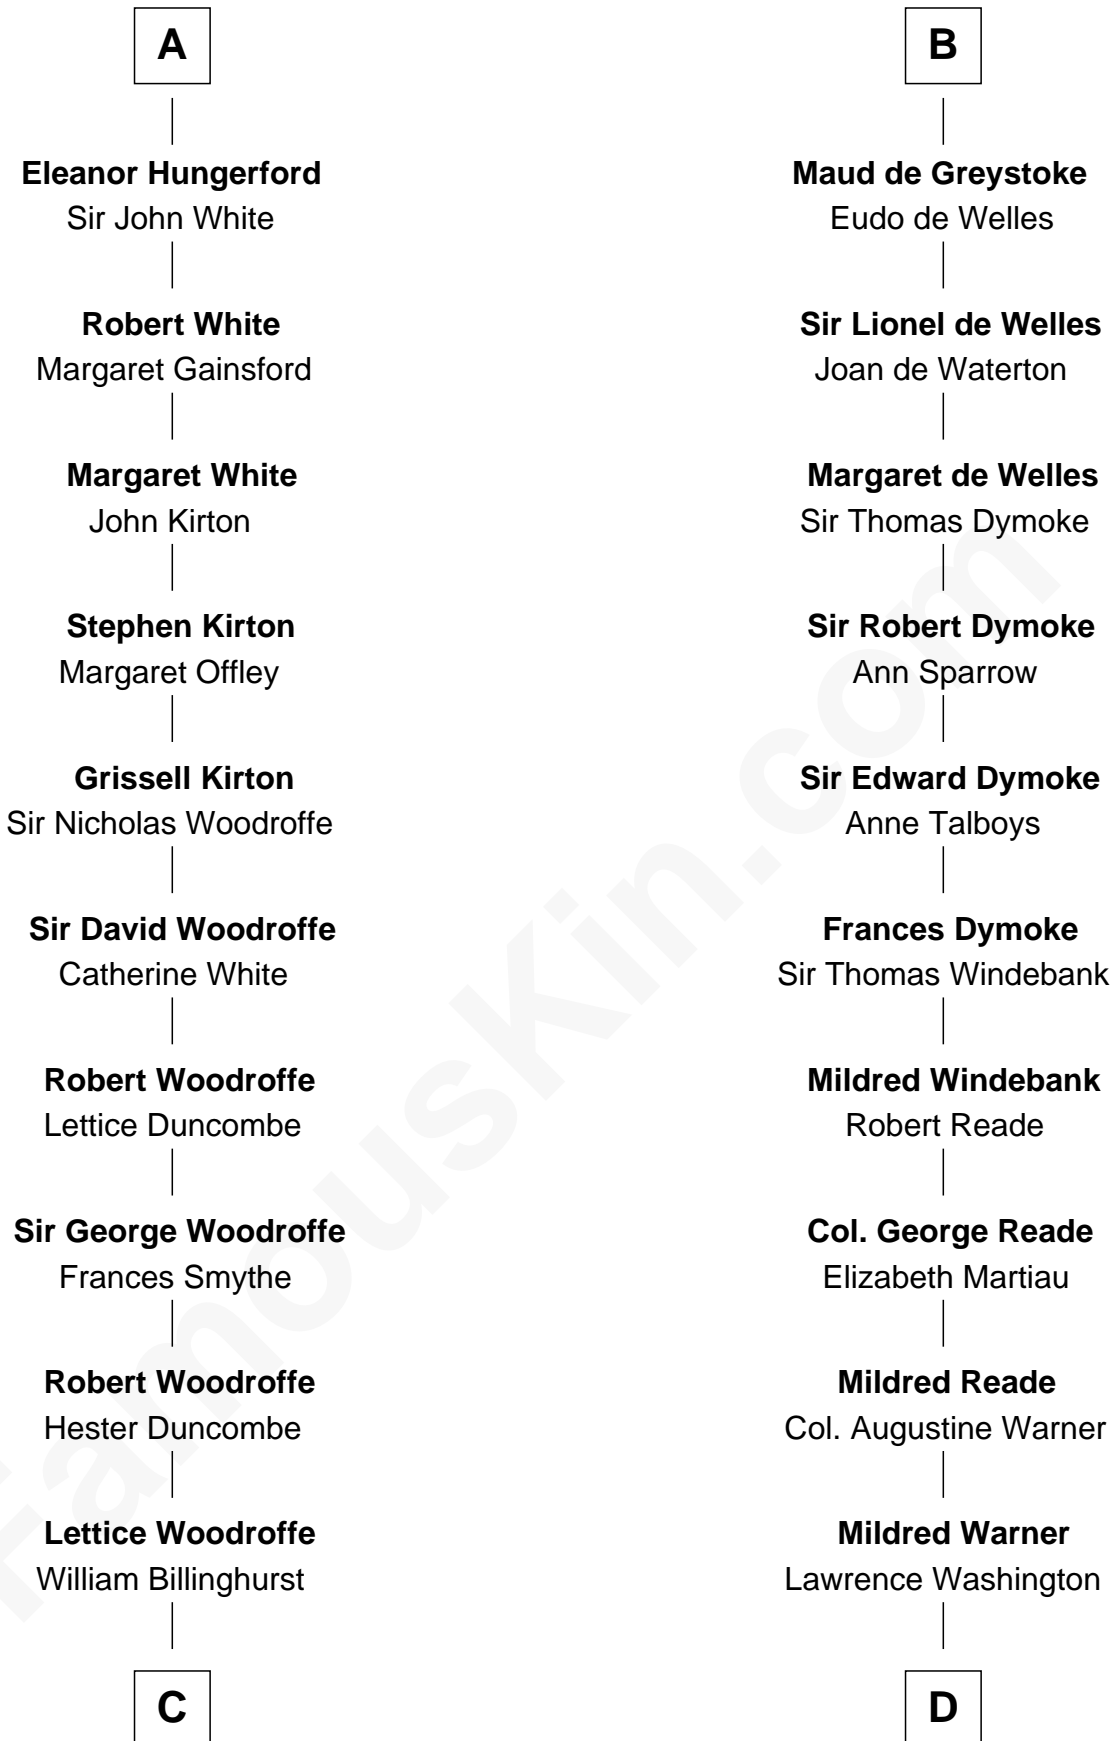 A
Eleanor Hungerford
Sir John White
Robert White
Margaret Gainsford
Margaret White
John Kirton
Stephen Kirton
Margaret Offley
Grissell Kirton
Sir Nicholas Woodroffe
Sir David Woodroffe
Catherine White
Robert Woodroffe
Lettice Duncombe
Sir George Woodroffe
Frances Smythe
Robert Woodroffe
Hester Duncombe
Lettice Woodroffe
William Billinghurst
C
B
Maud de Greystoke
Eudo de Welles
Sir Lionel de Welles
Joan de Waterton
Margaret de Welles
Sir Thomas Dymoke
Sir Robert Dymoke
Ann Sparrow
Sir Edward Dymoke
Anne Talboys
Frances Dymoke
Sir Thomas Windebank
Mildred Windebank
Robert Reade
Col. George Reade
Elizabeth Martiau
Mildred Reade
Col. Augustine Warner
Mildred Warner
Lawrence Washington
D
FamousKin.com